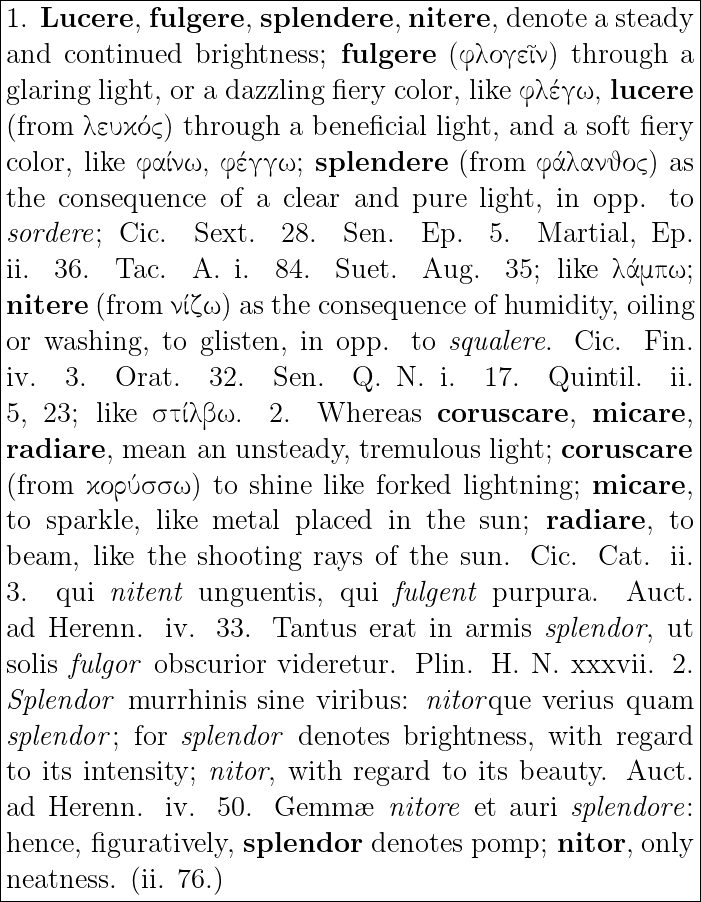 1. Lucere, fulgere, splendere, nitere, denote a steady
and continued brightness; fulgere (φλογεῖν) through a
glaring light, or a dazzling fiery color, like φλέγω, lucere
(from λευκός) through a beneficial light, and a soft fiery
color, like φαίνω, φέγγω; splendere (from φάλανθος) as
the consequence of a clear and pure light, in opp. to
sordere; Cic. Sext. 28. Sen. Ep. 5. Martial, Ep.
ii. 36. Tac. A. i. 84. Suet. Aug. 35; like λάμπω;
nitere (from νίζω) as the consequence of humidity, oiling
or washing, to glisten, in opp. to squalere. Cic. Fin.
iv. 3. Orat. 32. Sen. Q. N. i. 17. Quintil. ii.
5, 23; like στίλβω. 2. Whereas coruscare, micare,
radiare, mean an unsteady, tremulous light; coruscare
(from κορύσσω) to shine like forked lightning; micare,
to sparkle, like metal placed in the sun; radiare, to
beam, like the shooting rays of the sun. Cic. Cat. ii.
3. qui nitent unguentis, qui fulgent purpura. Auct.
ad Herenn. iv. 33. Tantus erat in armis splendor, ut
solis fulgor obscurior videretur. Plin. H. N. xxxvii. 2.
Splendor murrhinis sine viribus: nitorque verius quam
splendor; for splendor denotes brightness, with regard
to its intensity; nitor, with regard to its beauty. Auct.
ad Herenn. iv. 50. Gemmæ nitore et auri splendore:
hence, figuratively, splendor denotes pomp; nitor, only
neatness. (ii. 76.)